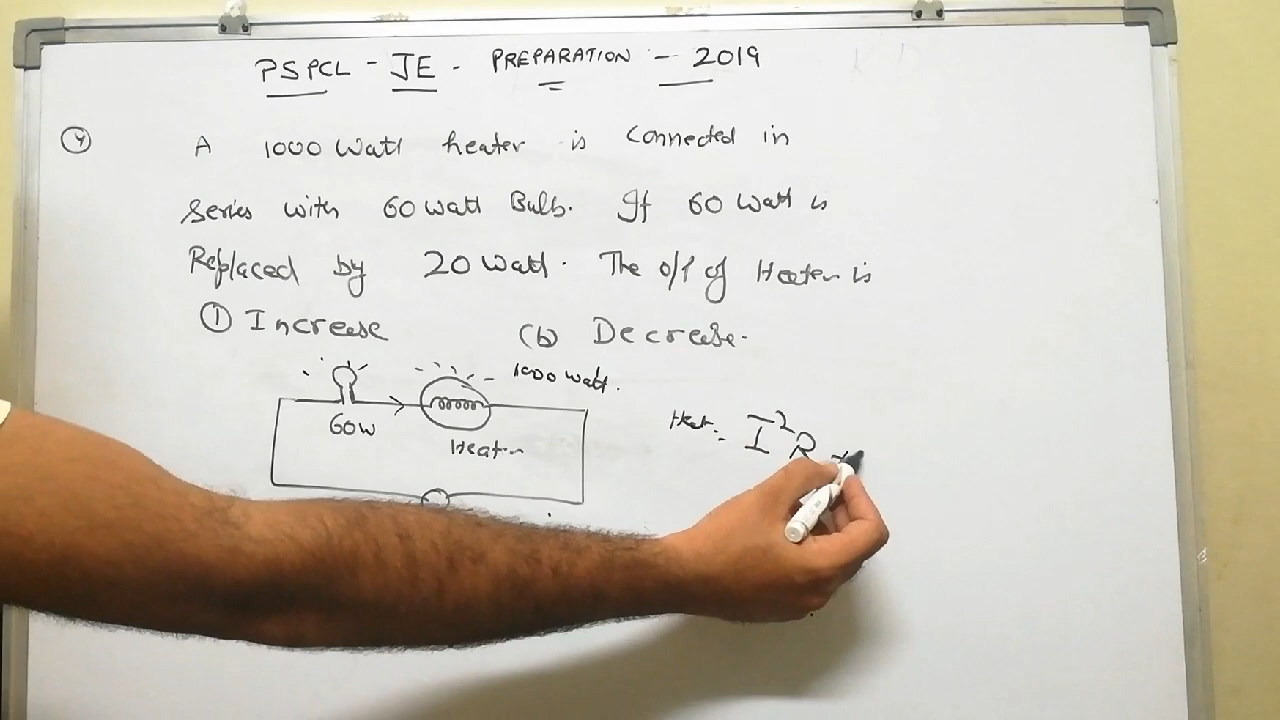 PSPCL - JE - PREPARATION - 2019
4 A 1000 Watt heater is Connected in
Series with 60 watt Bulb. If 60 Watt is
Replaced by 20 Watt. The o/p of Heater is
1 Increase (b) Decrease.
1000 watt.
60W
Heater
Heat = I²R